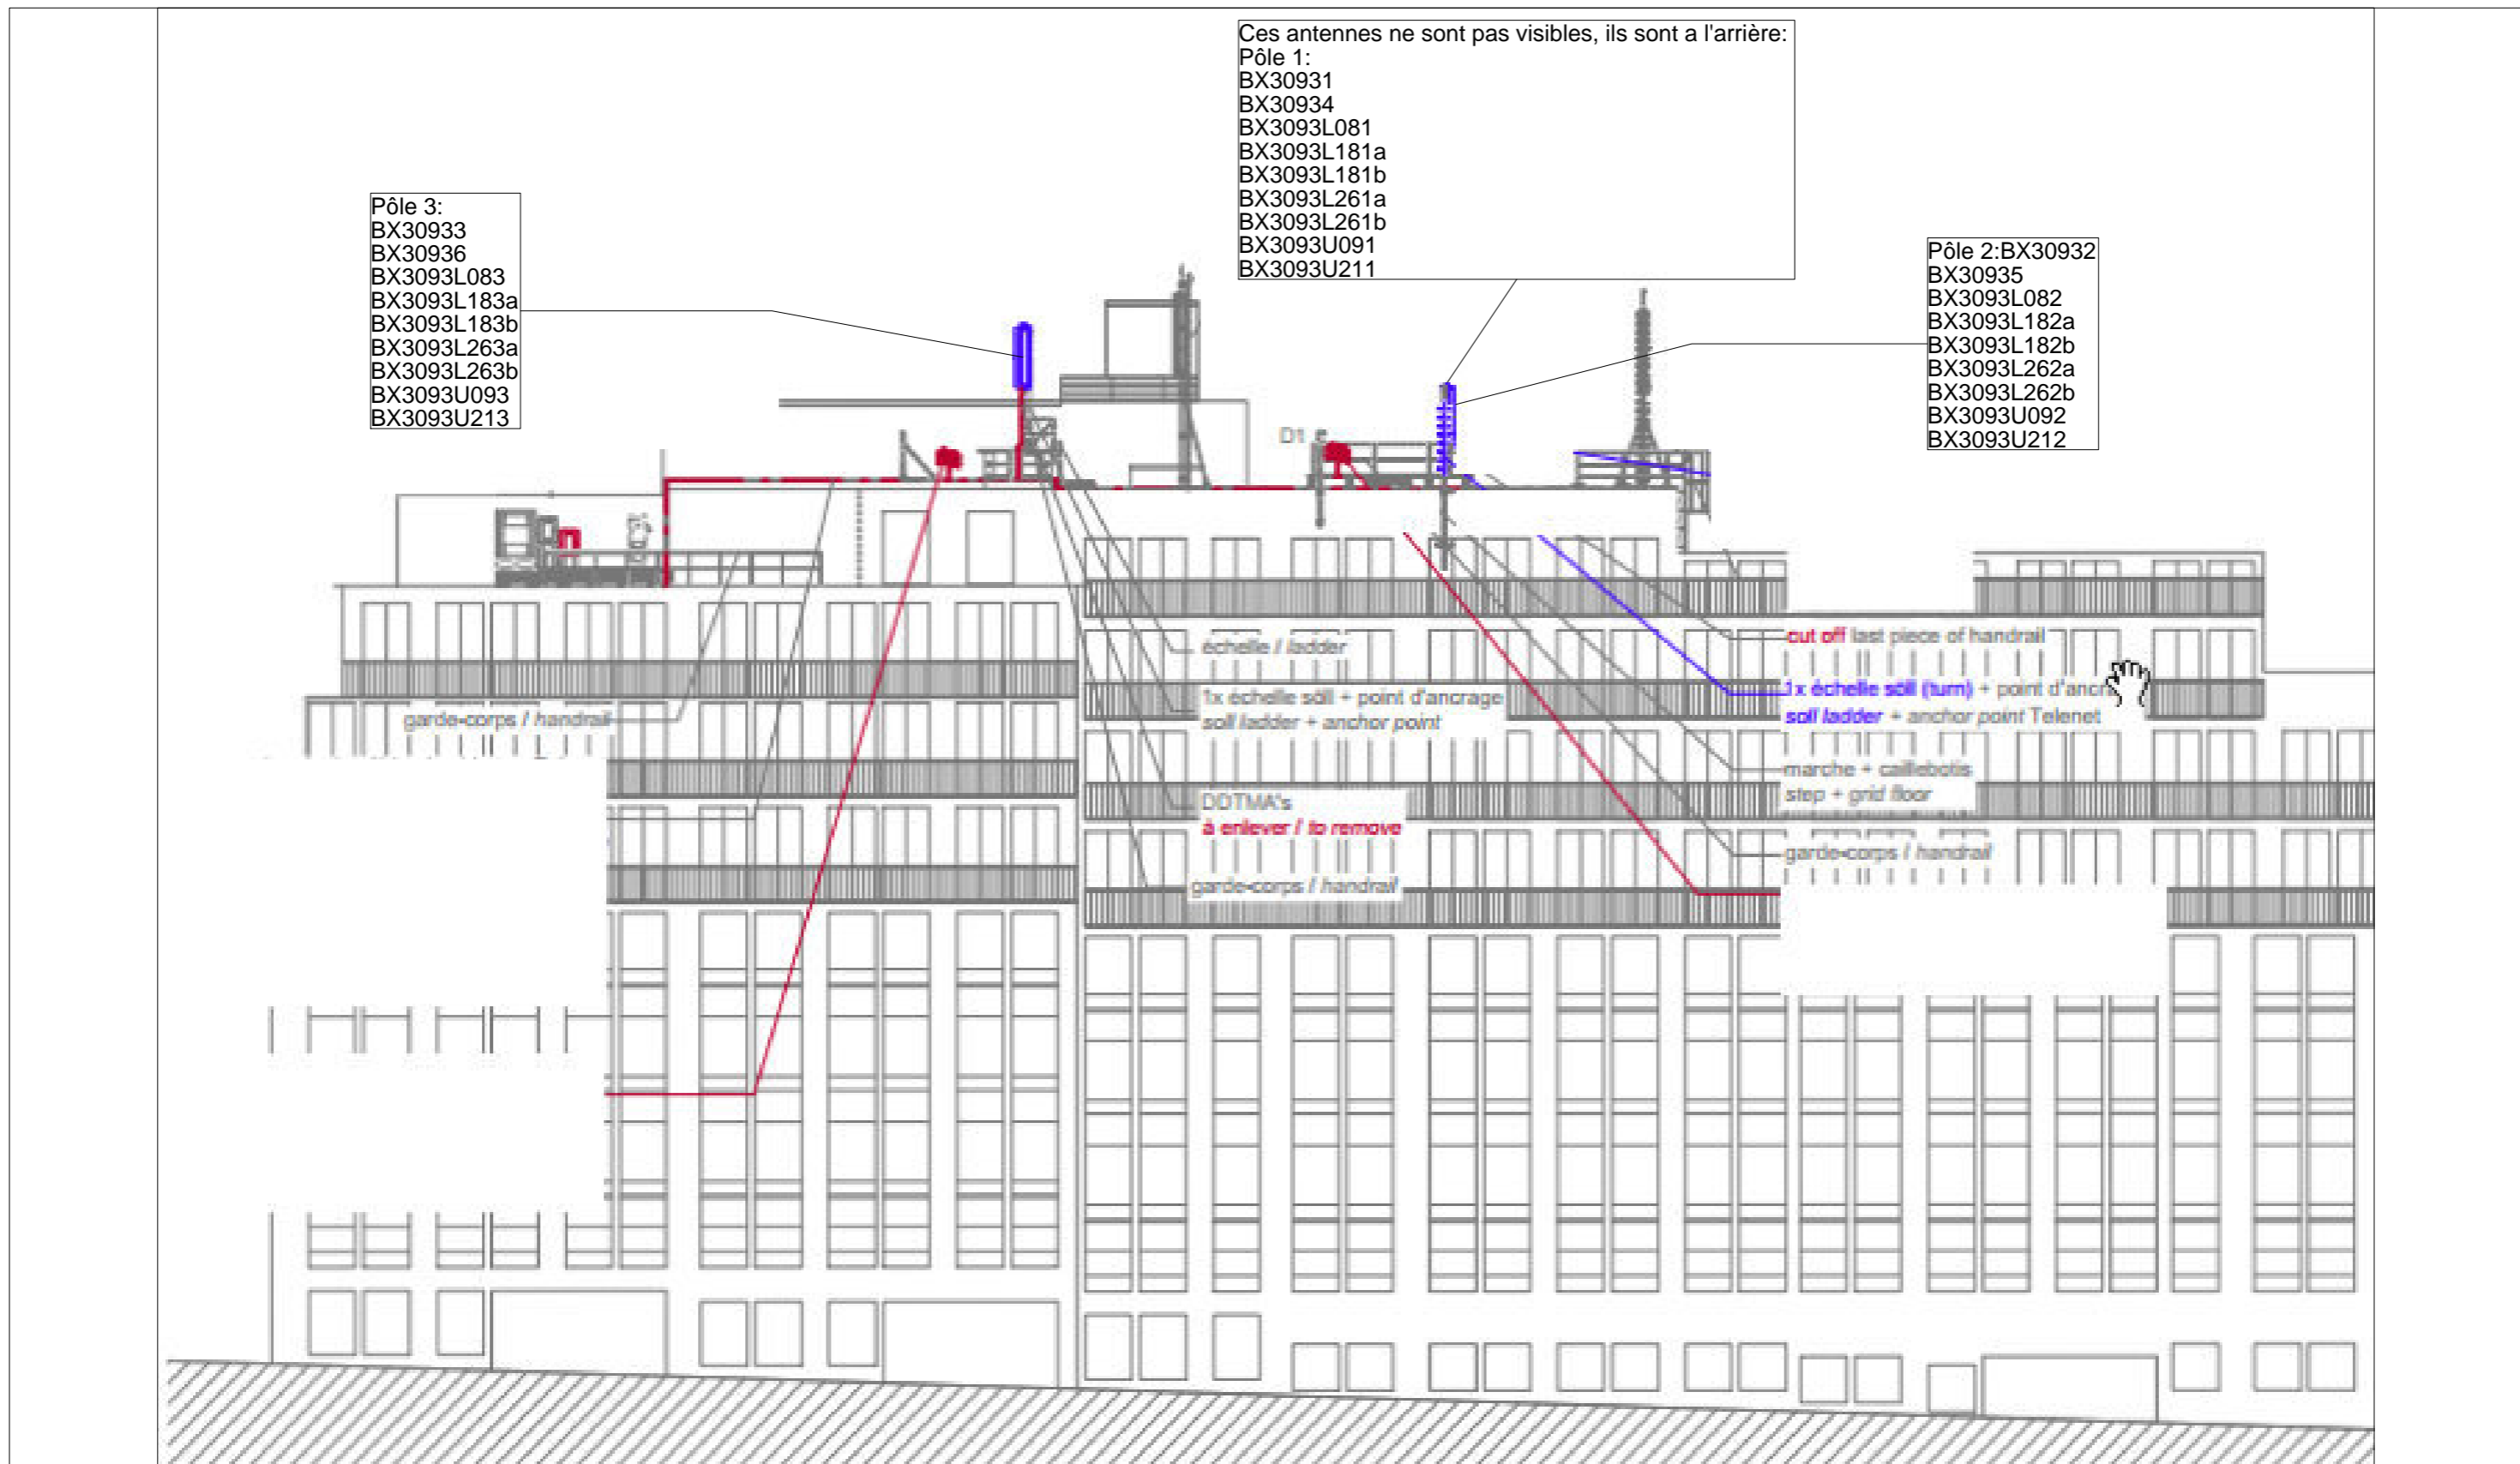 Ces antennes ne sont pas visibles, ils sont a l'arrière:
Pôle 1:
BX30931
BX30934
BX3093L081
BX3093L181a
BX3093L181b
BX3093L261a
BX3093L261b
BX3093U091
BX3093U211
Pôle 3:
BX30933
BX30936
BX3093L083
BX3093L183a
BX3093L183b
BX3093L263a
BX3093L263b
BX3093U093
BX3093U213
Pôle 2:BX30932
BX30935
BX3093L082
BX3093L182a
BX3093L182b
BX3093L262a
BX3093L262b
BX3093U092
BX3093U212
D1
garde-corps / handrail
échelle / ladder
1x échelle söll + point d'ancrage
soll ladder + anchor point
DDTMA's
à enlever / to remove
garde-corps / handrail
cut off last piece of handrail
1x échelle söll (turn) + point d'ancr
soll ladder + anchor point Telenet
marche + caillebotis
step + grid floor
garde-corps / handrail